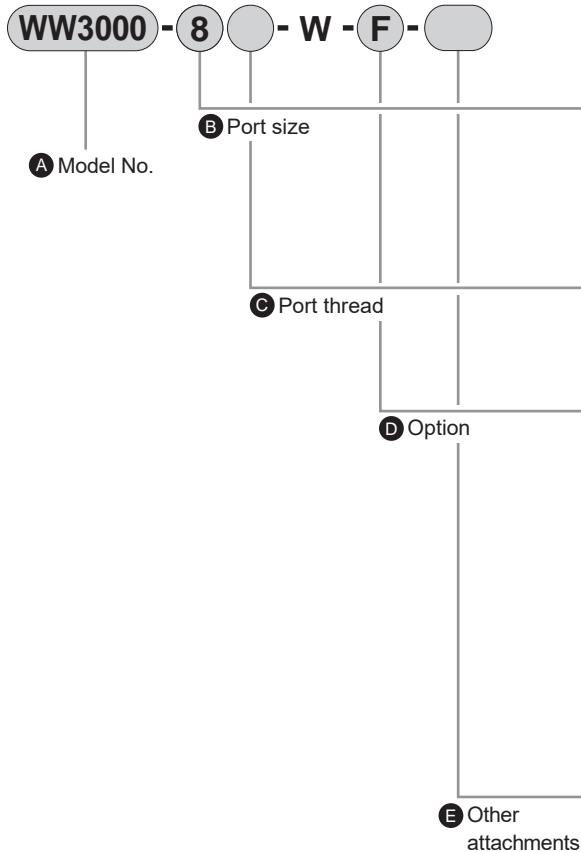 WW3000 - 8 - W - F -
B Port size
A Model No.
C Port thread
D Option
E Other
attachments